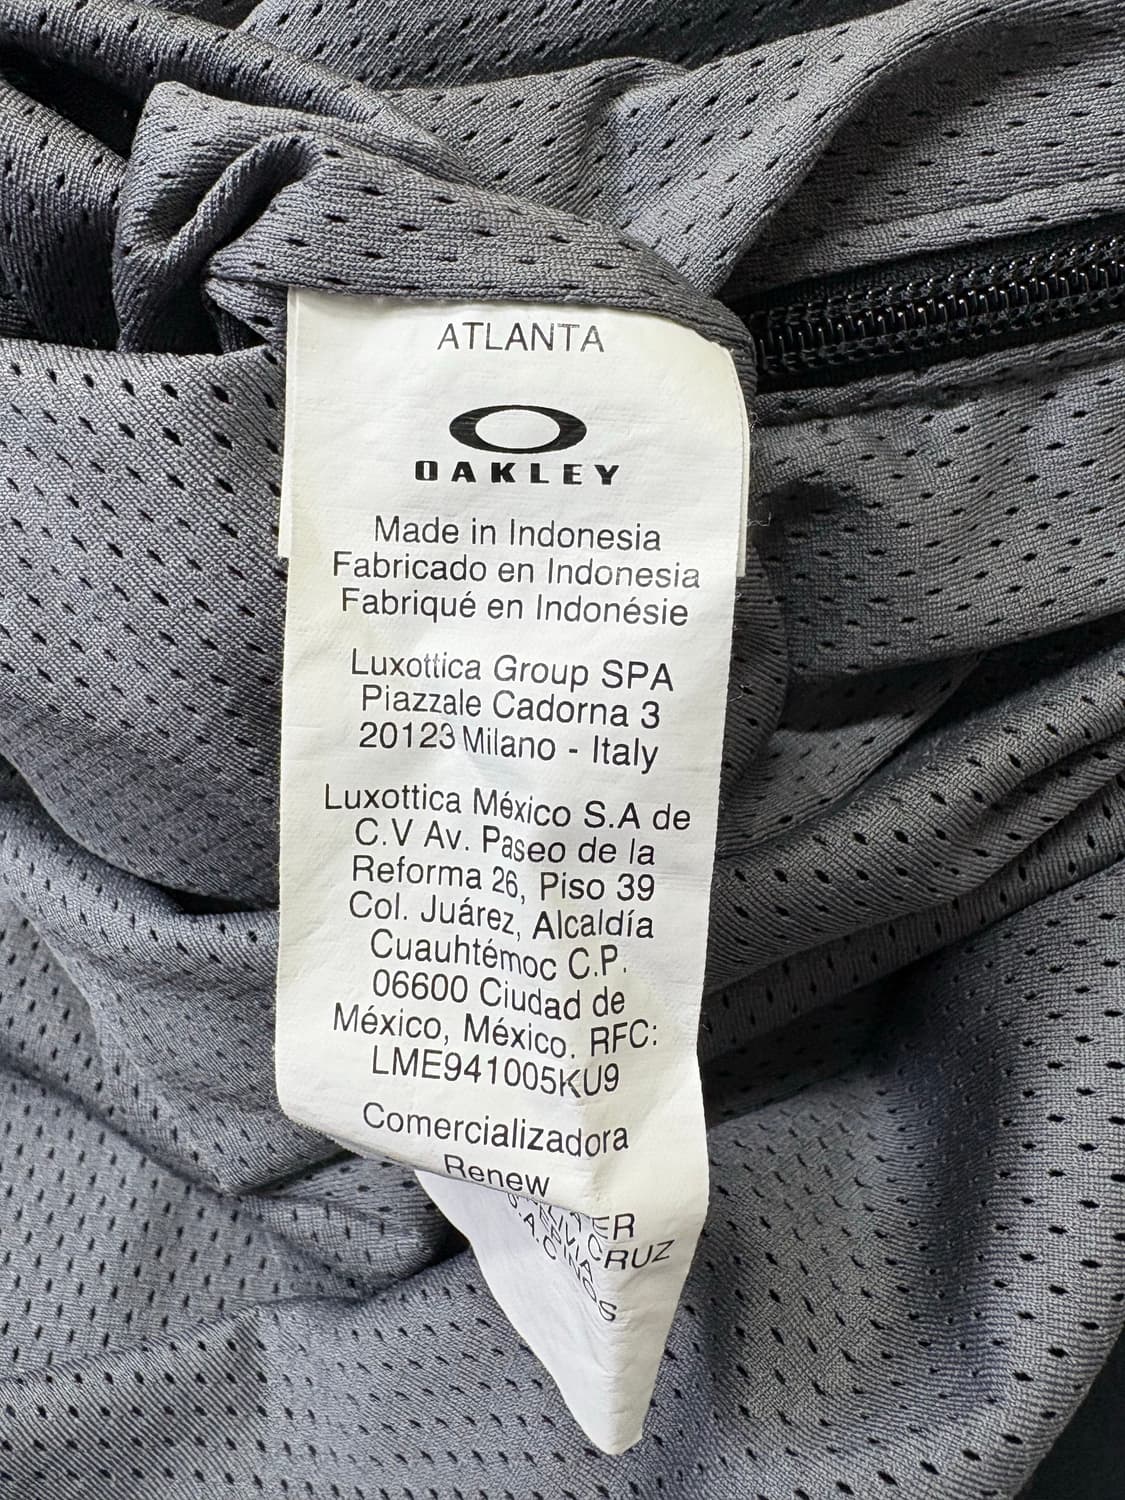 ATLANTA
OAKLEY
Made in Indonesia
Fabricado en Indonesia
Fabriqué en Indonésie
Luxottica Group SPA
Piazzale Cadorna 3
20123 Milano - Italy
Luxottica México S.A de
C.V Av. Paseo de la
Reforma 26, Piso 39
Col. Juárez, Alcaldía
Cuauhtémoc C.P.
06600 Ciudad de
México, México. RFC:
LME941005KU9
Comercializadora
Renew